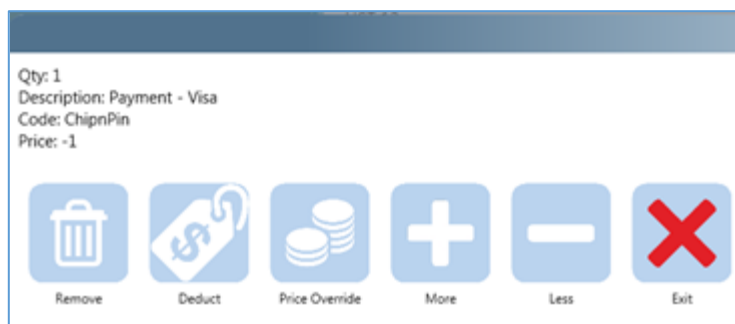 Qty: 1
Description: Payment - Visa
Code: ChipnPin
Price: -1
$
Remove Deduct Price Override More Less Exit